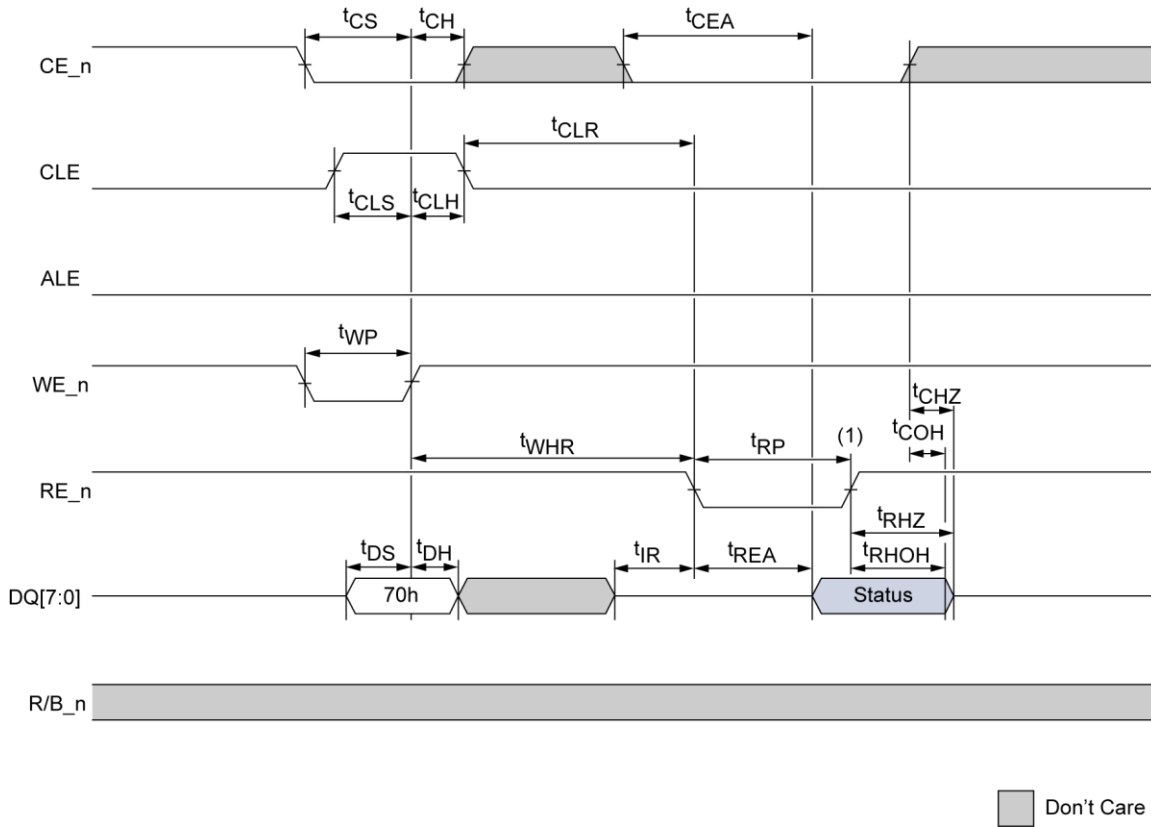 tCS tCH tCEA
CE_n
tCLR
CLE
tCLS tCLH
ALE
tWP
WE_n
tCHZ
tCOH
tWHR tRP (1)
RE_n
tRHZ
tDS tDH tIR tREA tRHOH
DQ[7:0] 70h Status
R/B_n
Don't Care